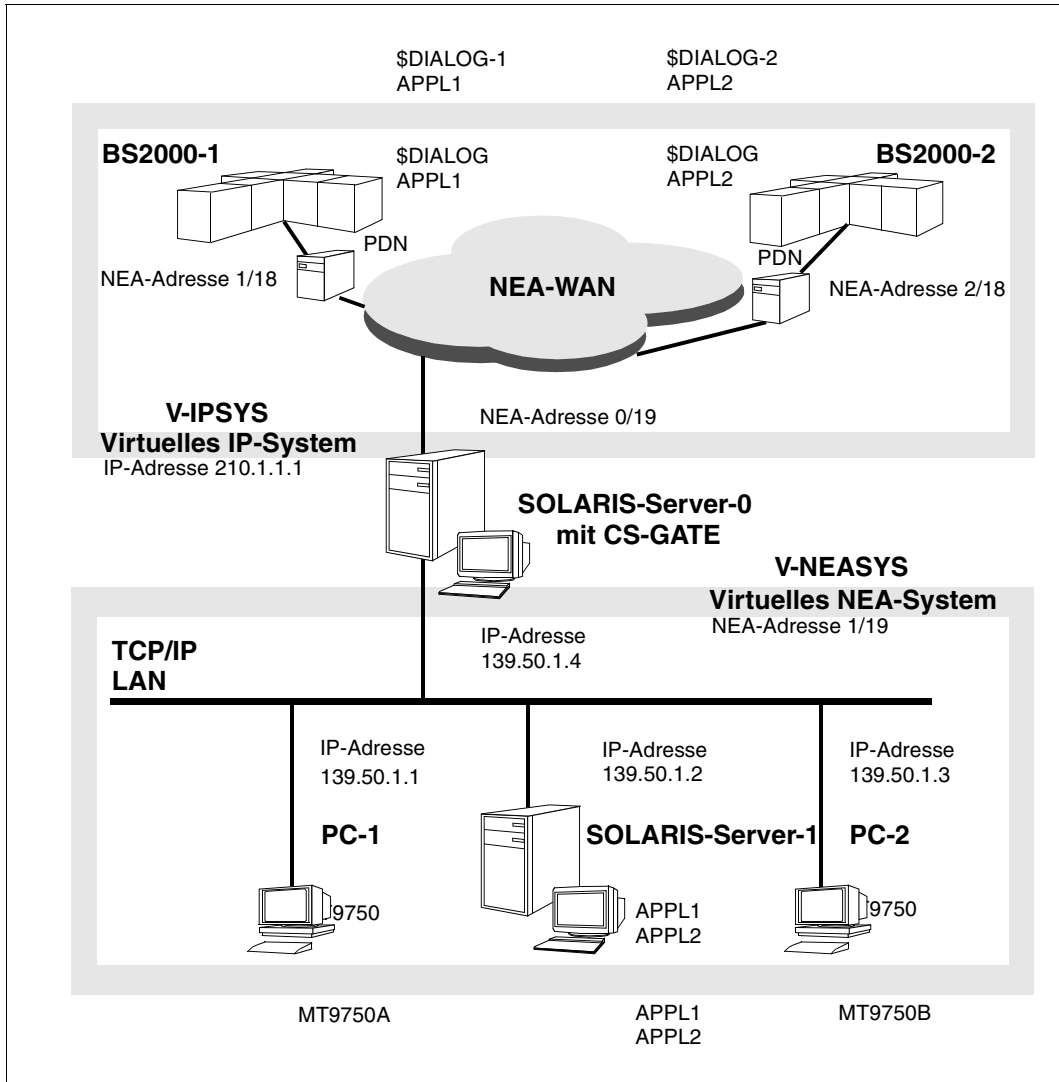 $DIALOG-1
APPL1
$DIALOG-2
APPL2
BS2000-1
$DIALOG
APPL1
$DIALOG
APPL2
BS2000-2
PDN
NEA-Adresse 1/18
NEA-WAN
PDN
NEA-Adresse 2/18
V-IPSYS
Virtuelles IP-System
IP-Adresse 210.1.1.1
NEA-Adresse 0/19
SOLARIS-Server-0
mit CS-GATE
V-NEASYS
Virtuelles NEA-System
NEA-Adresse 1/19
TCP/IP
LAN
IP-Adresse
139.50.1.4
IP-Adresse
139.50.1.1
IP-Adresse
139.50.1.2
IP-Adresse
139.50.1.3
PC-1
SOLARIS-Server-1
PC-2
9750
APPL1
APPL2
9750
MT9750A
APPL1
APPL2
MT9750B